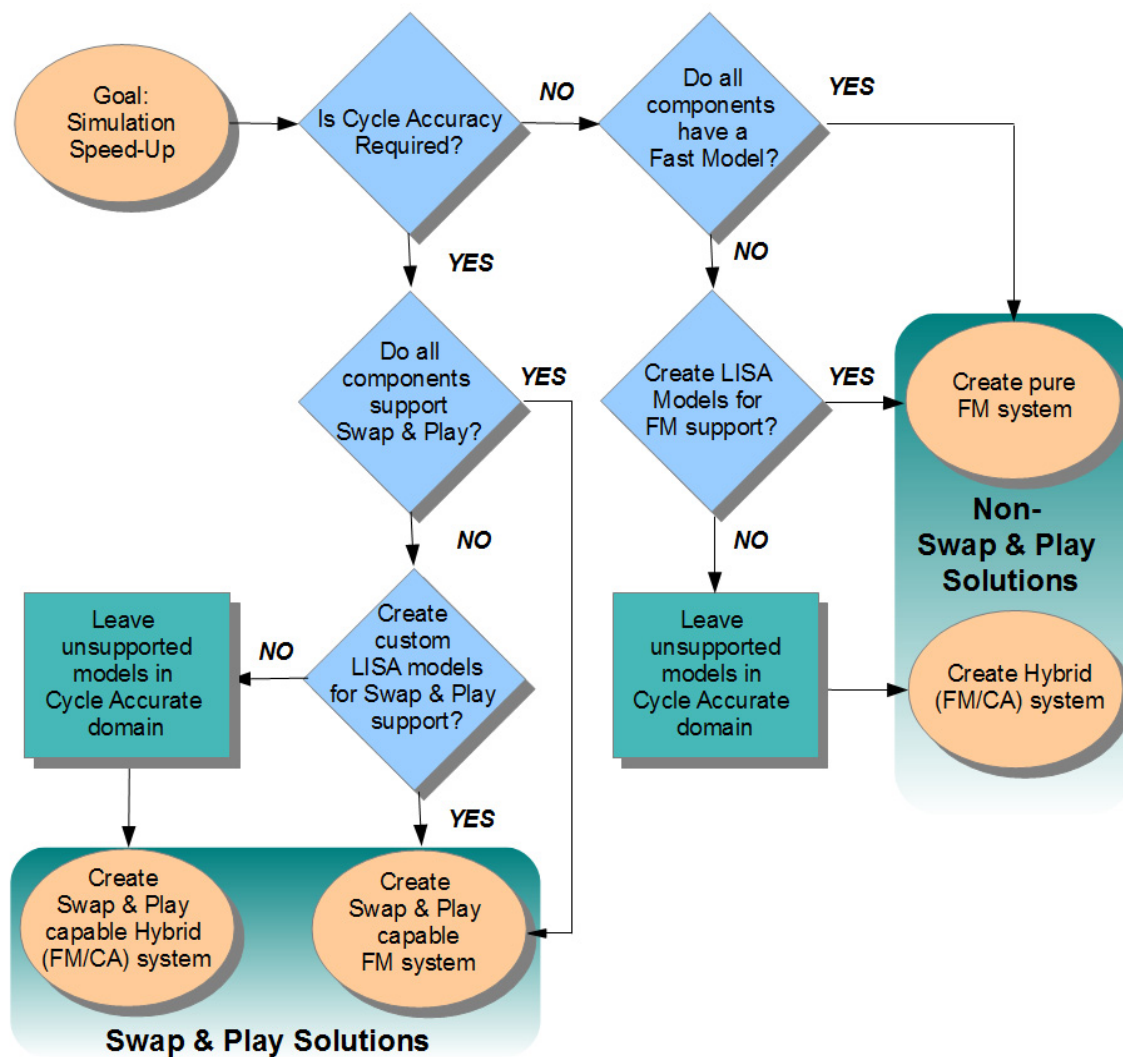 Goal:
Simulation
Speed-Up
Is Cycle Accuracy
Required?
NO
Do all
components
have a
Fast Model?
YES
YES
NO
Do all
components
support
Swap & Play?
YES
Create LISA
Models for
FM support?
YES
Create pure
FM system
Non-
Swap & Play
Solutions
NO
NO
Leave
unsupported
models in
Cycle Accurate
domain
NO
Create
custom
LISA models
for Swap & Play
support?
Leave
unsupported
models in
Cycle Accurate
domain
Create Hybrid
(FM/CA) system
YES
Create
Swap & Play
capable Hybrid
(FM/CA) system
Create
Swap & Play
capable
FM system
Swap & Play Solutions